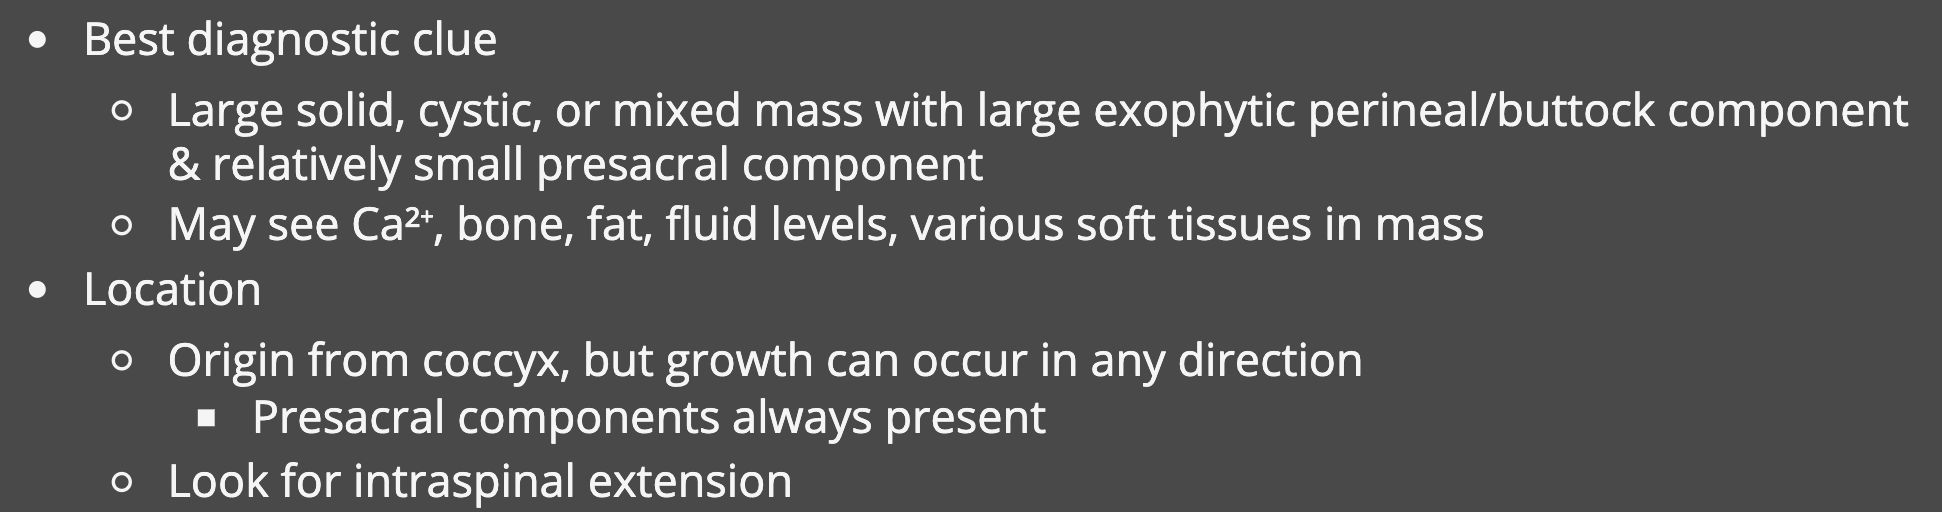 • Best diagnostic clue
○ Large solid, cystic, or mixed mass with large exophytic perineal/buttock component
& relatively small presacral component
○ May see Ca²⁺, bone, fat, fluid levels, various soft tissues in mass
• Location
○ Origin from coccyx, but growth can occur in any direction
▪ Presacral components always present
○ Look for intraspinal extension